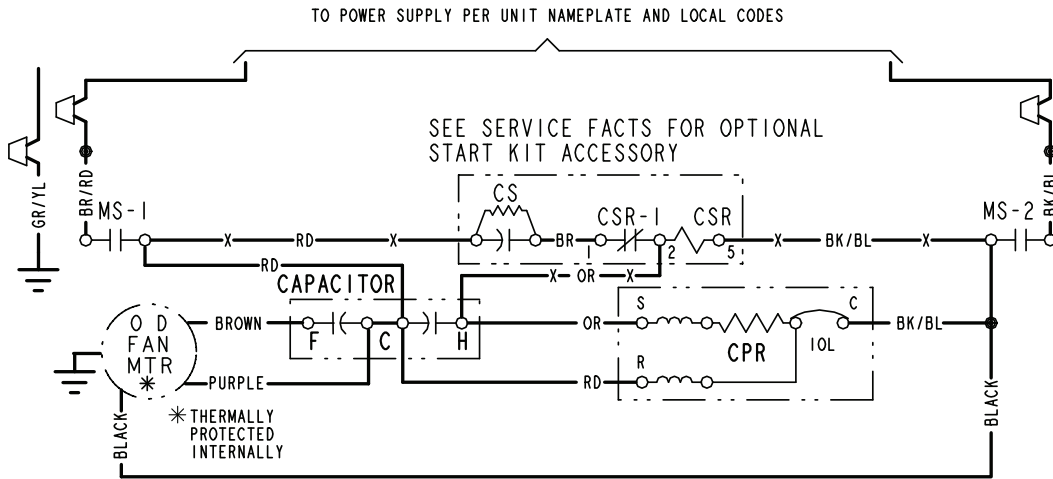 TO POWER SUPPLY PER UNIT NAMEPLATE AND LOCAL CODES
SEE SERVICE FACTS FOR OPTIONAL
START KIT ACCESSORY
GR/YL
BR/RD
MS-1
CS
CSR-1
CSR
MS-2
BK/BL
X
RD
X
BR
1
2
5
X
BK/BL
X
RD
X
OR
X
CAPACITOR
F
C
H
O D
FAN
MTR
*
BROWN
PURPLE
OR
S
C
CPR
IOL
BK/BL
R
RD
BLACK
* THERMALLY
PROTECTED
INTERNALLY
BLACK